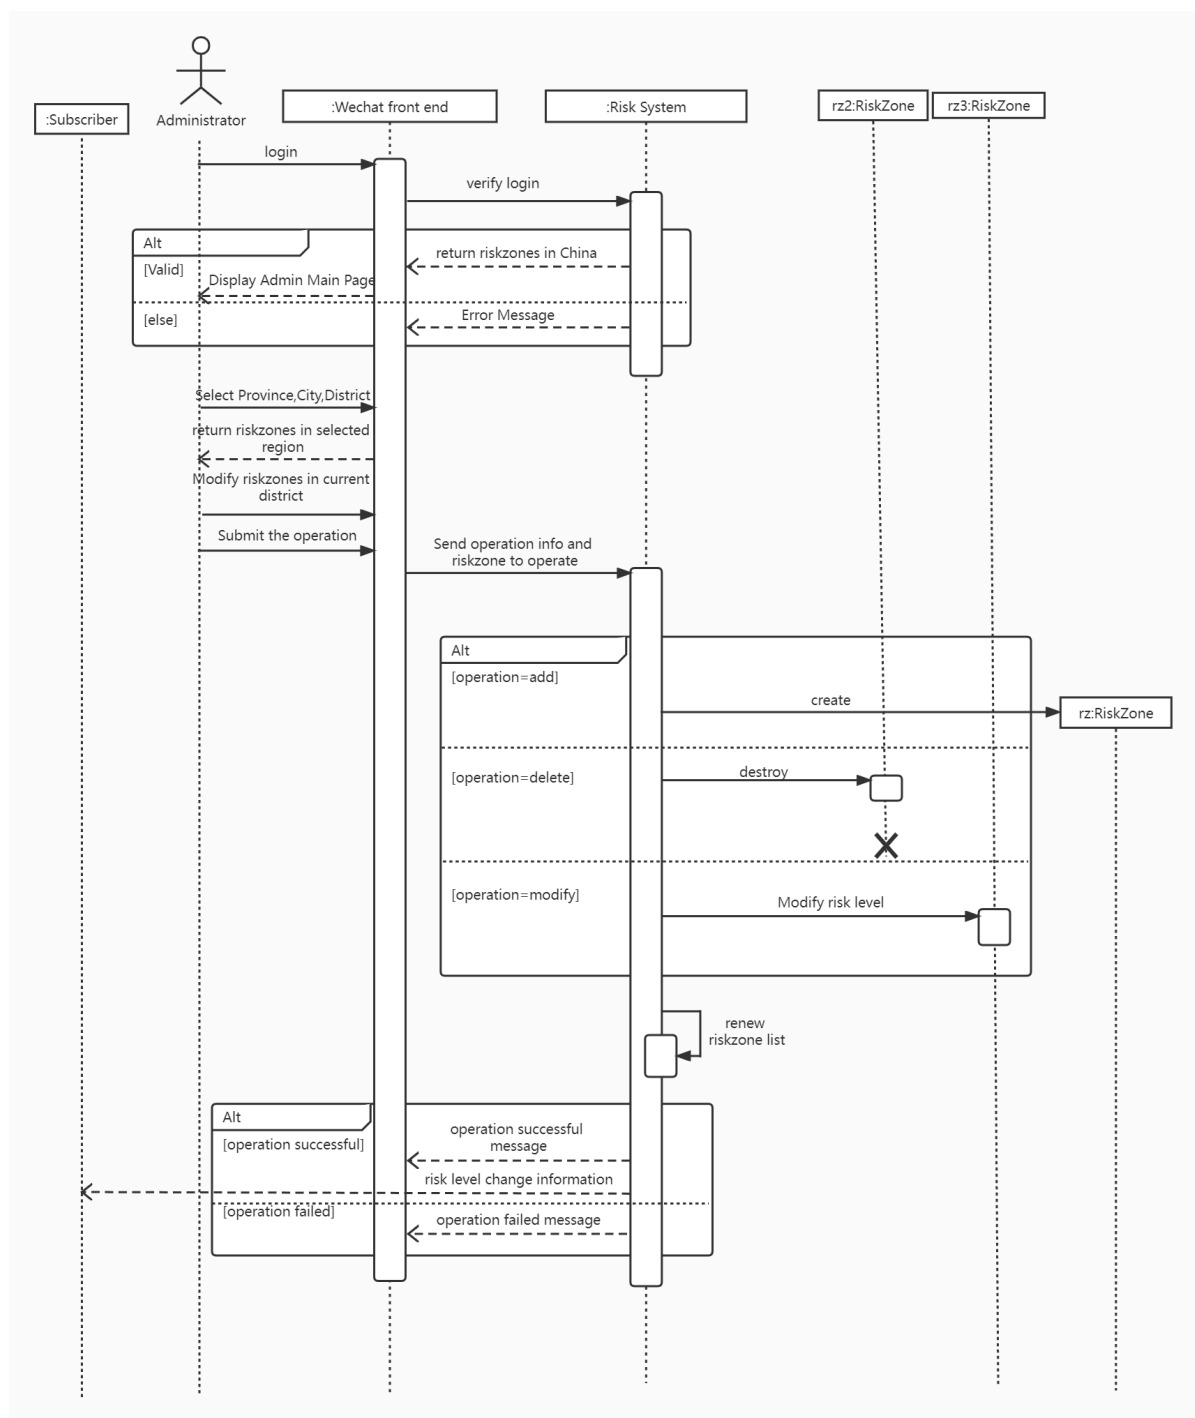 :Subscriber
Administrator
:Wechat front end
:Risk System
rz2:RiskZone
rz3:RiskZone
login
verify login
Alt
return riskzones in China
[Valid]
Display Admin Main Page
Error Message
[else]
Select Province,City,District
return riskzones in selected
region
Modify riskzones in current
district
Submit the operation
Send operation info and
riskzone to operate
Alt
[operation=add]
create
rz:RiskZone
[operation=delete]
destroy
[operation=modify]
Modify risk level
renew
riskzone list
Alt
operation successful
message
[operation successful]
risk level change information
[operation failed]
operation failed message